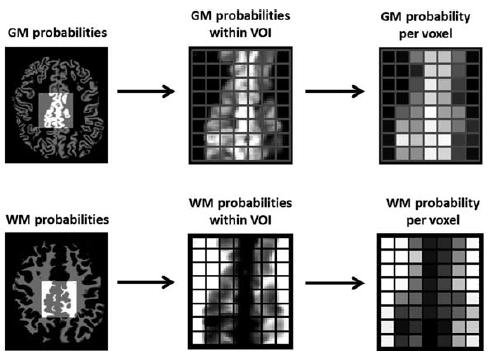 GM probabilities
GM probabilities
within VOI
GM probability
per voxel
WM probabilities
WM probabilities
within VOI
WM probability
per voxel